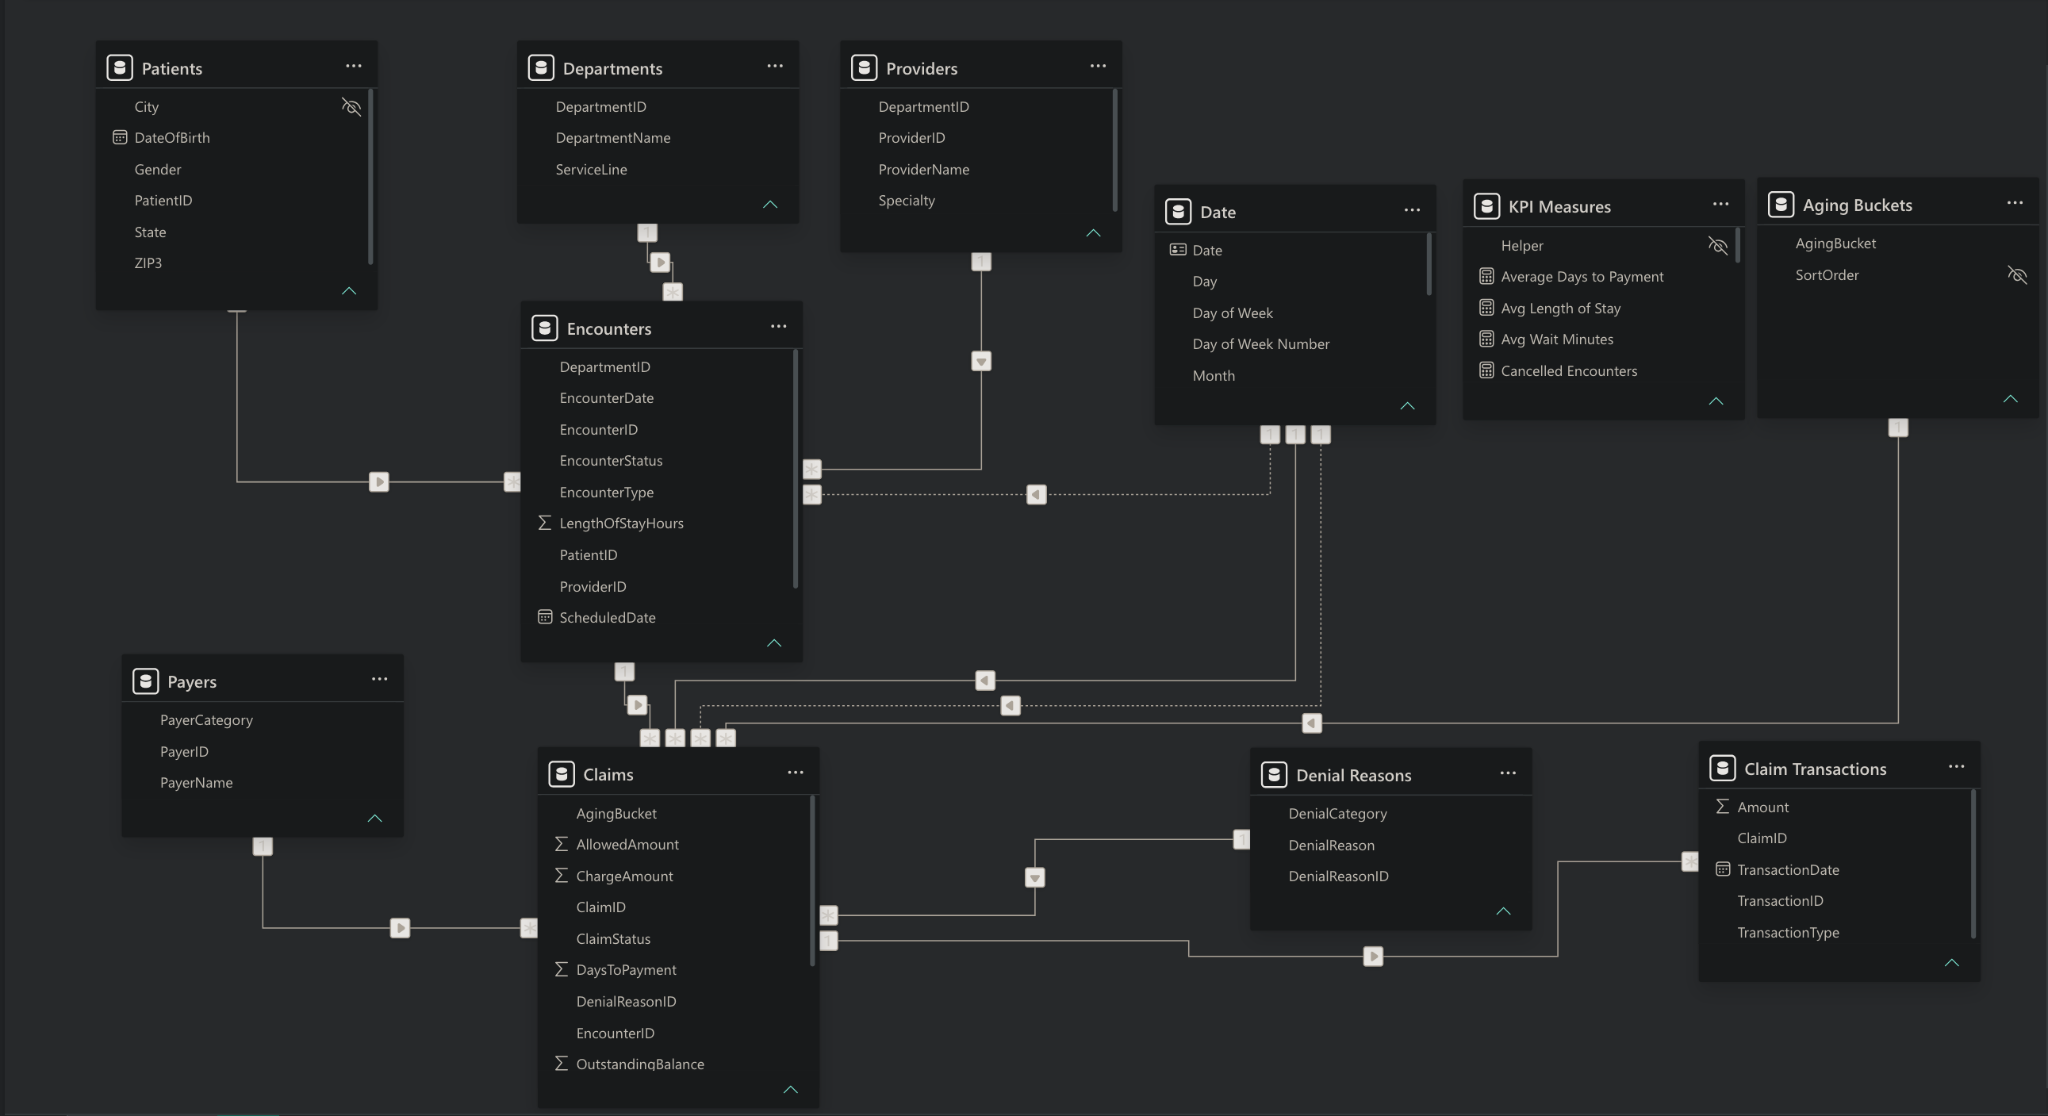 Patients
City
DateOfBirth
Gender
PatientID
State
ZIP3
Departments
DepartmentID
DepartmentName
ServiceLine
Providers
DepartmentID
ProviderID
ProviderName
Specialty
Date
Date
Day
Day of Week
Day of Week Number
Month
KPI Measures
Helper
Average Days to Payment
Avg Length of Stay
Avg Wait Minutes
Cancelled Encounters
Aging Buckets
AgingBucket
SortOrder
Encounters
DepartmentID
EncounterDate
EncounterID
EncounterStatus
EncounterType
LengthOfStayHours
PatientID
ProviderID
ScheduledDate
Payers
PayerCategory
PayerID
PayerName
Claims
AgingBucket
AllowedAmount
ChargeAmount
ClaimID
ClaimStatus
DaysToPayment
DenialReasonID
EncounterID
OutstandingBalance
Denial Reasons
DenialCategory
DenialReason
DenialReasonID
Claim Transactions
Amount
ClaimID
TransactionDate
TransactionID
TransactionType